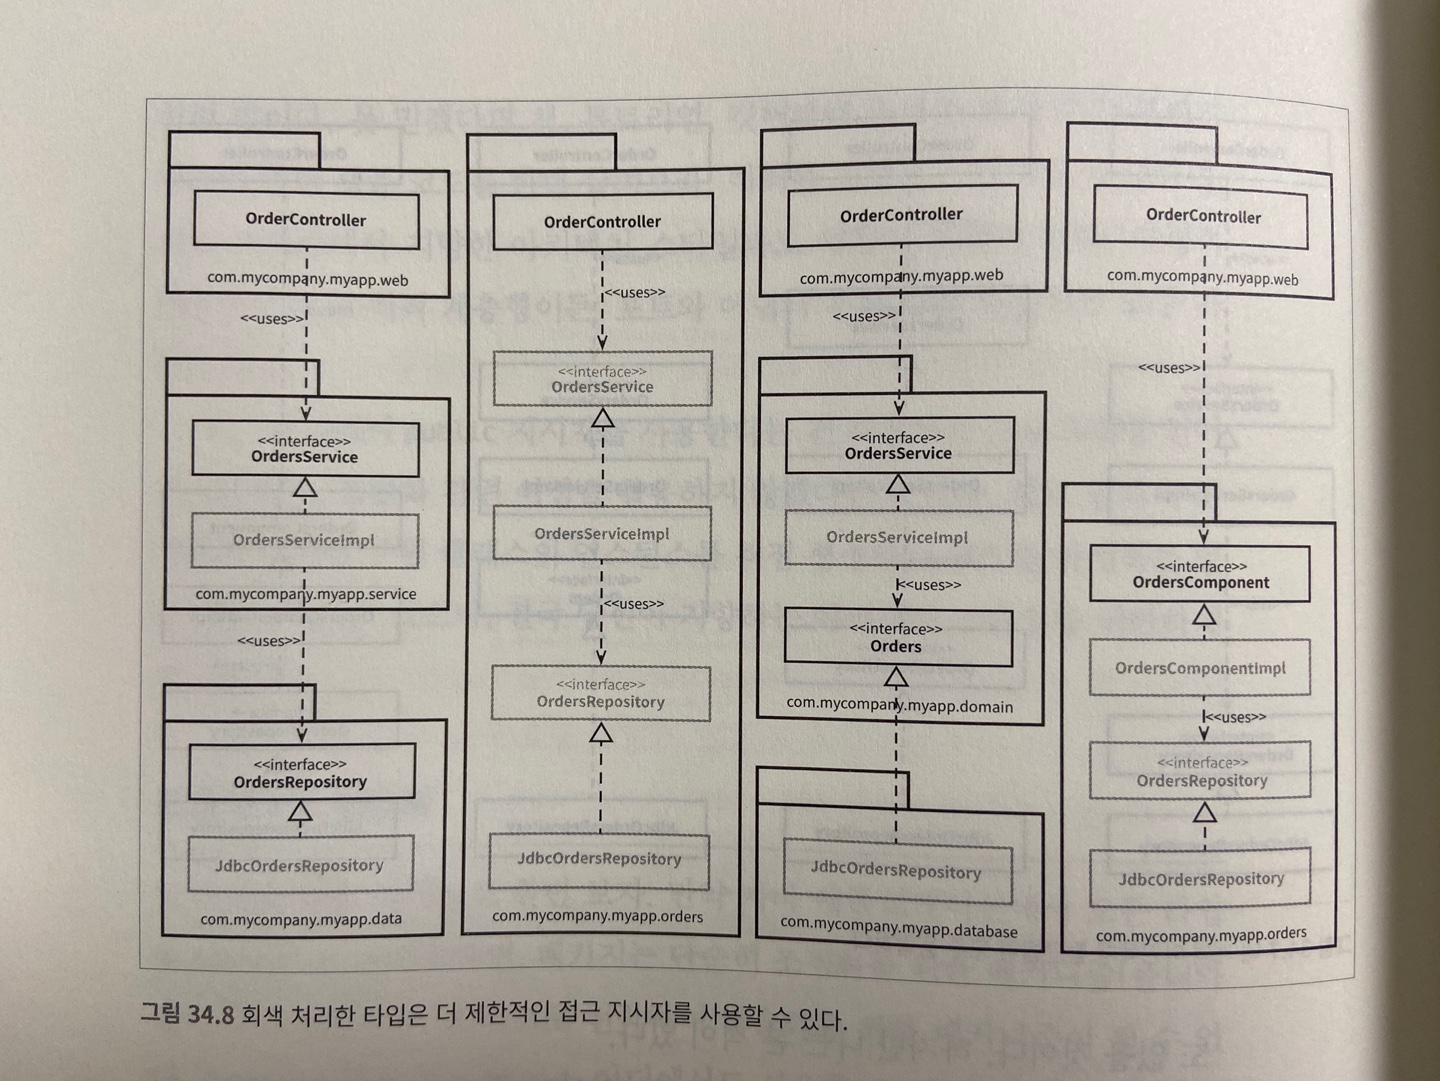 OrderController
com.mycompany.myapp.web
<<uses>>
<<interface>>
OrdersService
OrdersServiceImpl
com.mycompany.myapp.service
<<uses>>
<<interface>>
OrdersRepository
JdbcOrdersRepository
com.mycompany.myapp.data
OrderController
<<uses>>
<<interface>>
OrdersService
OrdersServiceImpl
<<uses>>
<<interface>>
OrdersRepository
JdbcOrdersRepository
com.mycompany.myapp.orders
OrderController
com.mycompany.myapp.web
<<uses>>
<<interface>>
OrdersService
OrdersServiceImpl
<<uses>>
<<interface>>
Orders
com.mycompany.myapp.domain
JdbcOrdersRepository
com.mycompany.myapp.database
OrderController
com.mycompany.myapp.web
<<uses>>
<<interface>>
OrdersComponent
OrdersComponentImpl
<<uses>>
<<interface>>
OrdersRepository
JdbcOrdersRepository
com.mycompany.myapp.orders
그림 34.8 회색 처리한 타입은 더 제한적인 접근 지시자를 사용할 수 있다.